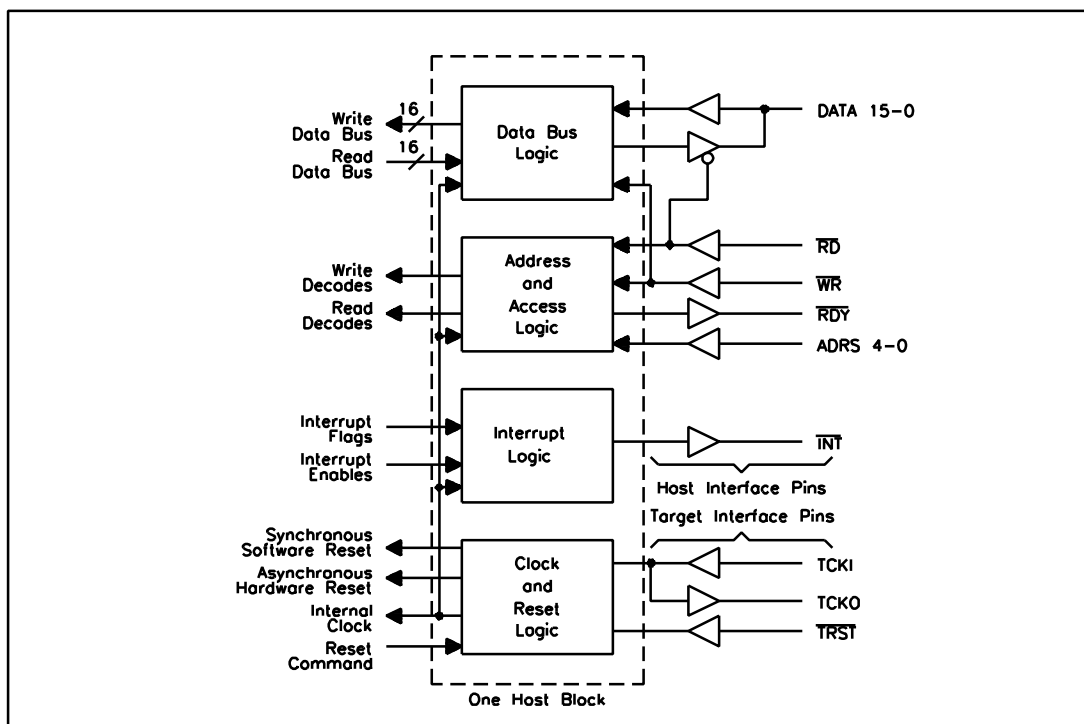 16
Write
Data Bus
16
Read
Data Bus
Data Bus
Logic
DATA 15-0
Write
Decodes
Read
Decodes
Address
and
Access
Logic
RD
WR
RDY
ADRS 4-0
Interrupt
Flags
Interrupt
Enables
Interrupt
Logic
INT
Host Interface Pins
Target Interface Pins
Synchronous
Software Reset
Asynchronous
Hardware Reset
Internal
Clock
Reset
Command
Clock
and
Reset
Logic
TCKI
TCKO
TRST
One Host Block